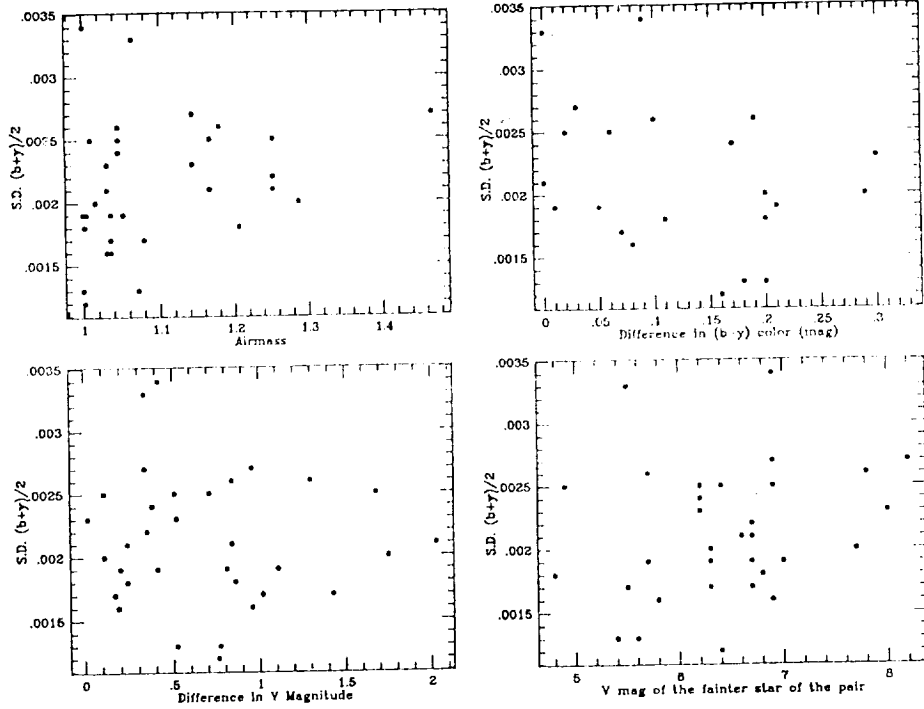 .0035
.003
.0025
.002
.0015
S.D. (b+y)/2
1 1.1 1.2 1.3 1.4
Airmass
.0035
.003
.0025
.002
.0015
S.D. (b+y)/2
0 .05 .1 .15 .2 .25 .3
Difference in (b-y) color (mag)
.0035
.003
.0025
.002
.0015
S.D. (b+y)/2
0 .5 1 1.5 2
Difference in V Magnitude
.0035
.003
.0025
.002
.0015
S.D. (b+y)/2
5 6 7 8
V mag of the fainter star of the pair